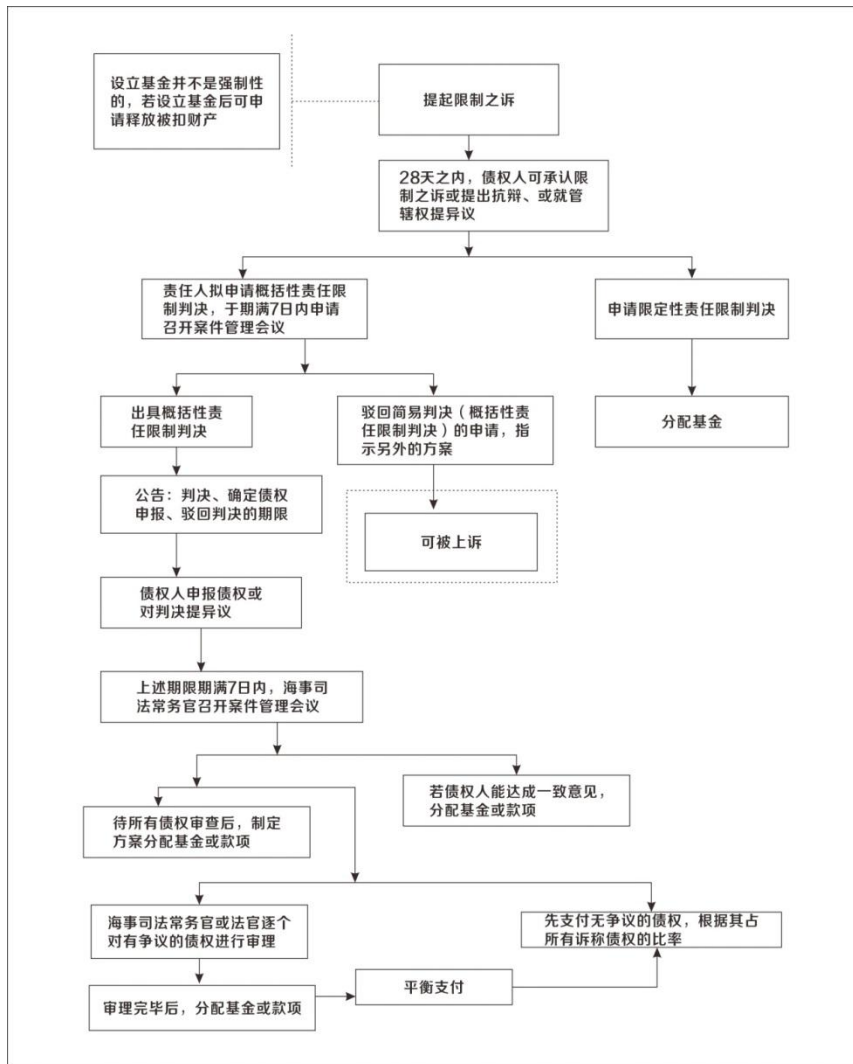 设立基金并不是强制性
的，若设立基金后可申
请释放被扣财产
提起限制之诉
28天之内，债权人可承认限
制之诉或提出抗辩、或就管
辖权提异议
责任人拟申请概括性责任限
制判决，于期满7日内申请
召开案件管理会议
申请限定性责任限制判决
出具概括性责
任限制判决
驳回简易判决（概括性责
任限制判决）的申请，指
示另外的方案
分配基金
公告：判决、确定债权
申报、驳回判决的期限
可被上诉
债权人申报债权或
对判决提异议
上述期限期满7日内，海事司
法常务官召开案件管理会议
若债权人能达成一致意见，
分配基金或款项
待所有债权审查后，制定
方案分配基金或款项
海事司法常务官或法官逐个
对有争议的债权进行审理
先支付无争议的债权，根据其占
所有诉称债权的比率
审理完毕后，分配基金或款项
平衡支付